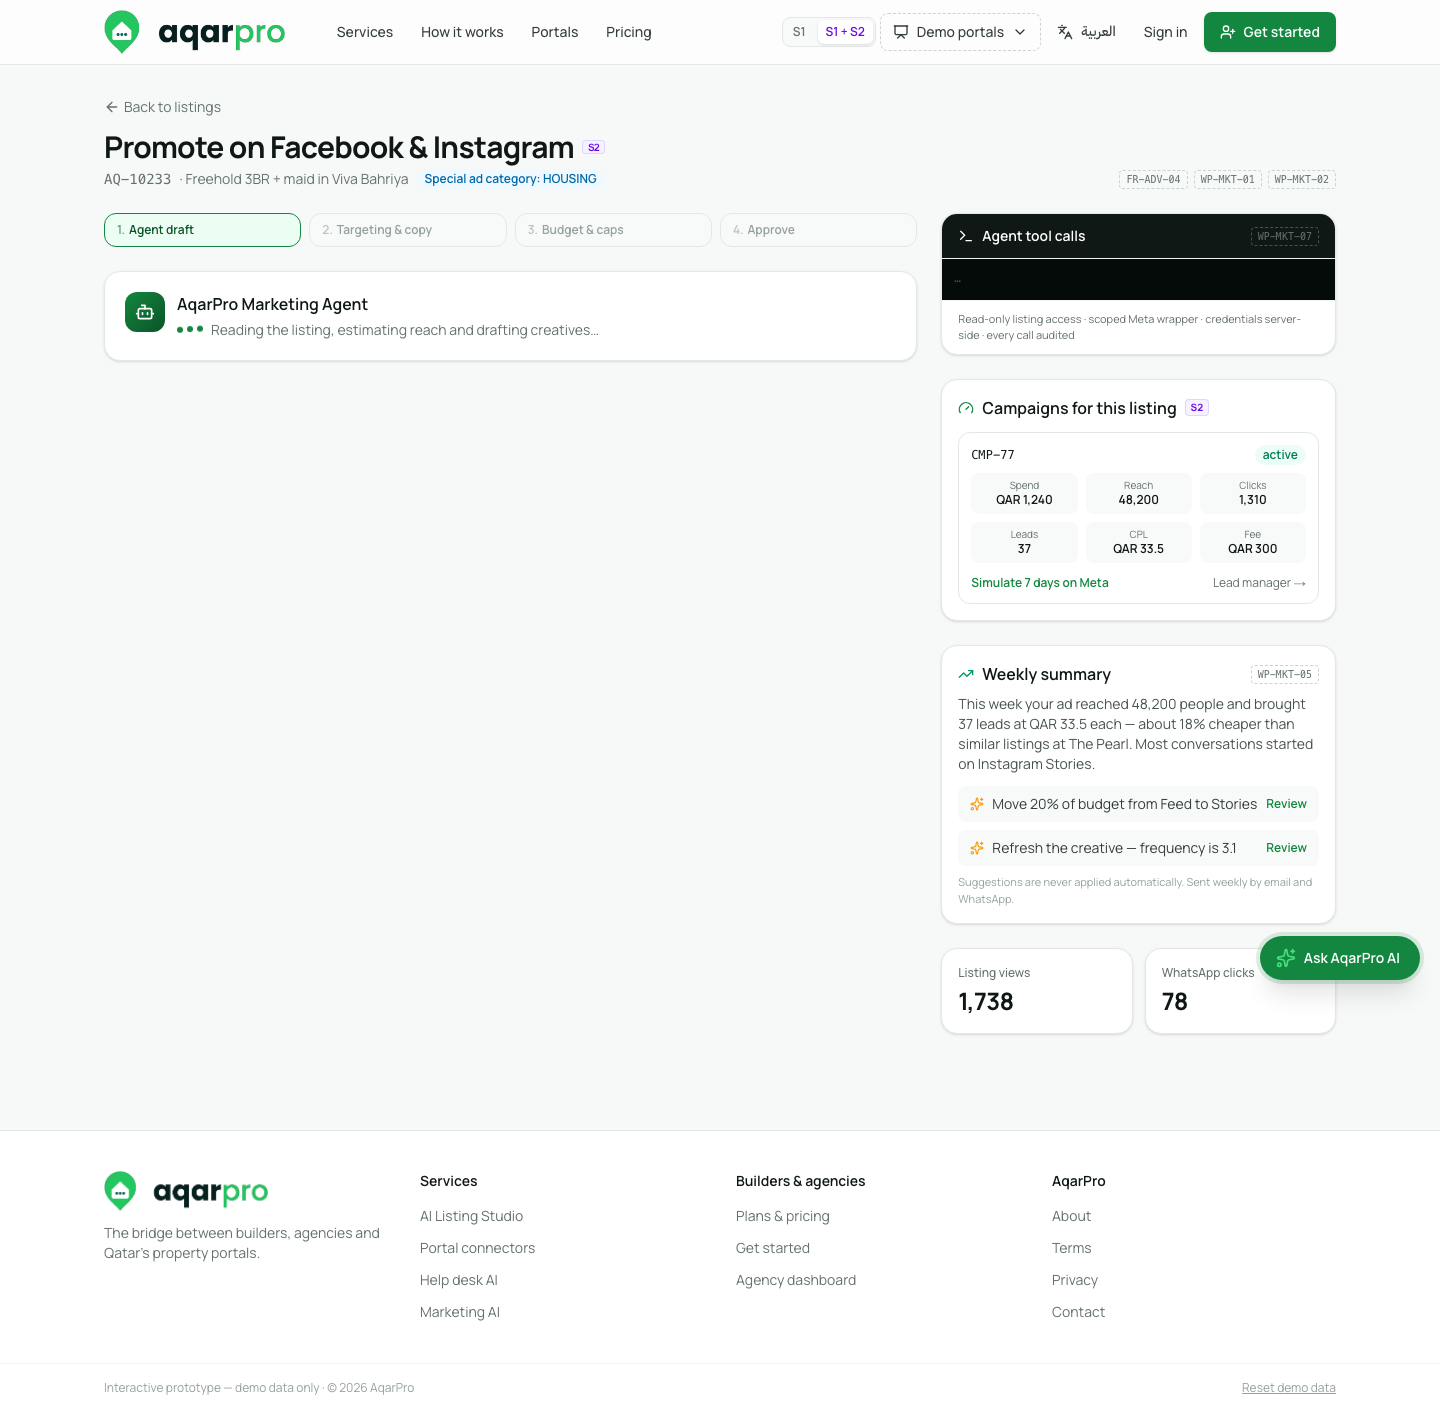 aqarpro
Services
How it works
Portals
Pricing
S1
S1 + S2
Demo portals
العربية
Sign in
Get started
Back to listings
Promote on Facebook & Instagram S2
AQ-10233 · Freehold 3BR + maid in Viva Bahriya Special ad category: HOUSING
FR-ADV-04 WP-MKT-01 WP-MKT-02
1. Agent draft
2. Targeting & copy
3. Budget & caps
4. Approve
AqarPro Marketing Agent
Reading the listing, estimating reach and drafting creatives…
Agent tool calls WP-MKT-07
…
Read-only listing access · scoped Meta wrapper · credentials server-
side · every call audited
Campaigns for this listing S2
CMP-77 active
Spend Reach Clicks
QAR 1,240 48,200 1,310
Leads CPL Fee
37 QAR 33.5 QAR 300
Simulate 7 days on Meta Lead manager →
Weekly summary WP-MKT-05
This week your ad reached 48,200 people and brought
37 leads at QAR 33.5 each — about 18% cheaper than
similar listings at The Pearl. Most conversations started
on Instagram Stories.
Move 20% of budget from Feed to Stories Review
Refresh the creative — frequency is 3.1 Review
Suggestions are never applied automatically. Sent weekly by email and
WhatsApp.
Ask AqarPro AI
Listing views WhatsApp clicks
1,738 78
aqarpro
The bridge between builders, agencies and
Qatar's property portals.
Services
AI Listing Studio
Portal connectors
Help desk AI
Marketing AI
Builders & agencies
Plans & pricing
Get started
Agency dashboard
AqarPro
About
Terms
Privacy
Contact
Interactive prototype — demo data only · © 2026 AqarPro
Reset demo data